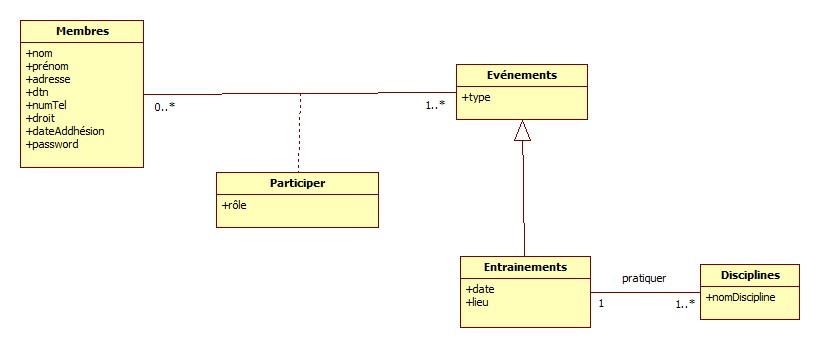 Membres
+nom
+prénom
+adresse
+dtn
+numTel
+droit
+dateAddhésion
+password
0..*
1..*
Evénements
+type
Participer
+rôle
Entrainements
+date
+lieu
pratiquer
1
1..*
Disciplines
+nomDiscipline